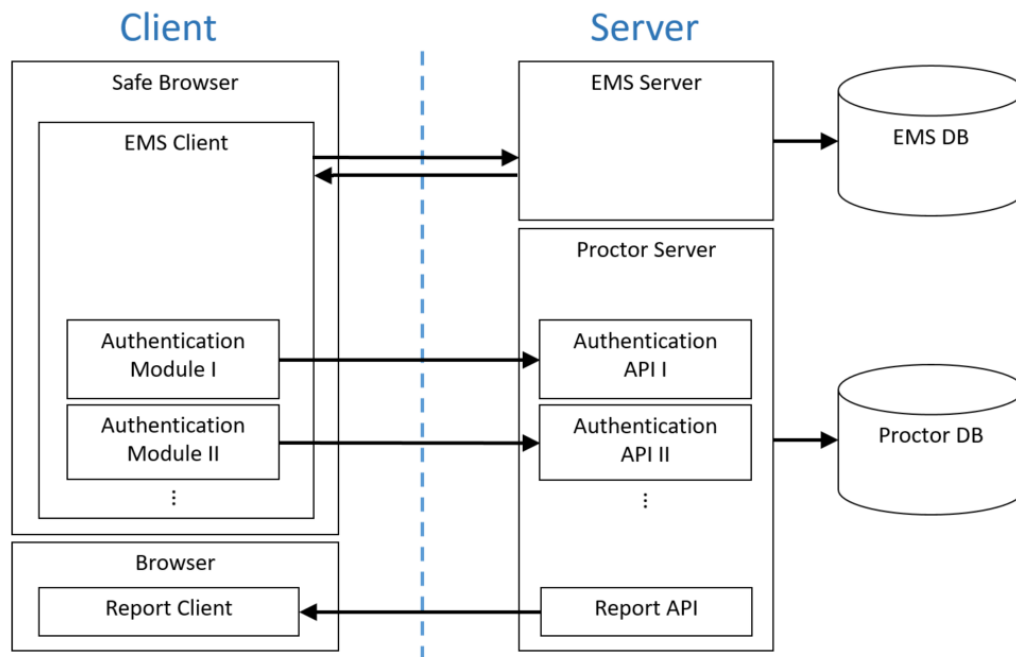 Client
Server
Safe Browser
EMS Client
EMS Server
EMS DB
Proctor Server
Authentication
Module I
Authentication
API I
Authentication
Module II
Authentication
API II
Proctor DB
Browser
Report Client
Report API